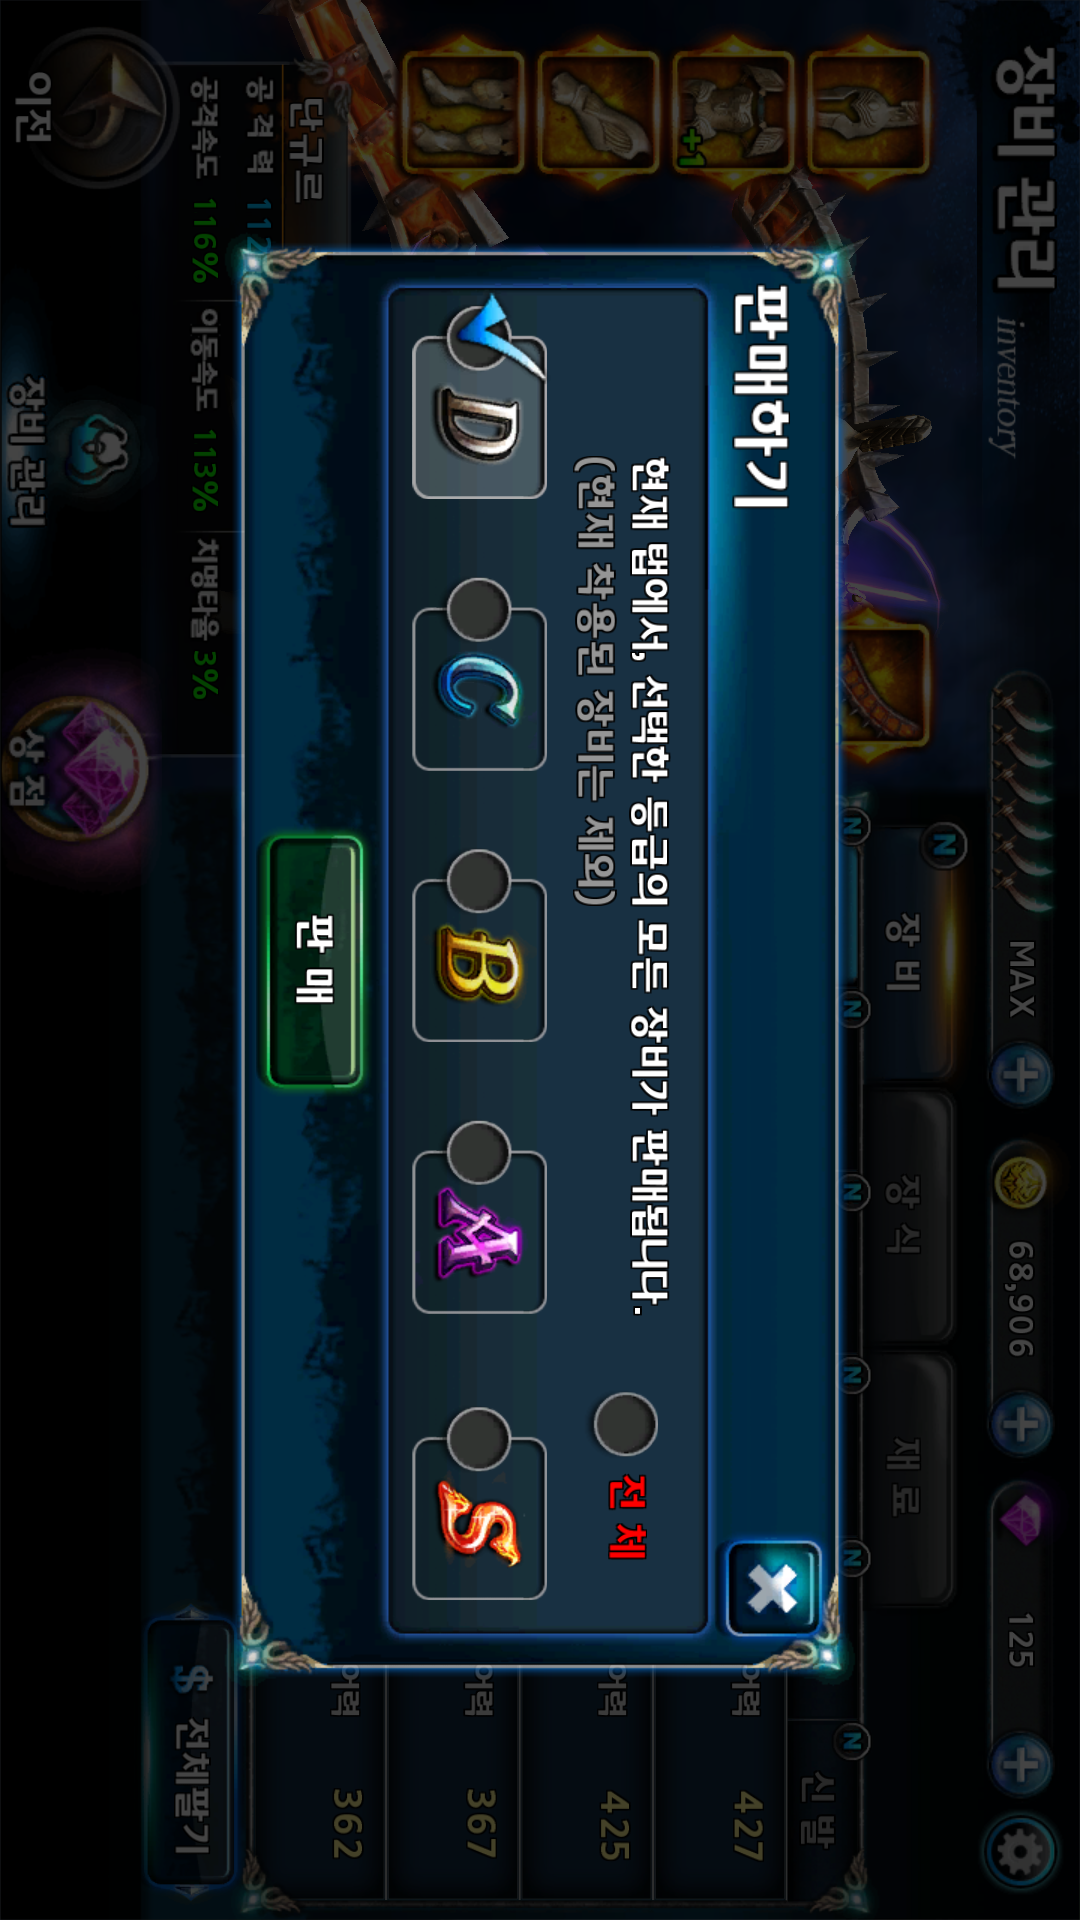 장비 관리 inventory
MAX
68,906
125
판매하기
현재 탭에서, 선택한 등급의 모든 장비가 판매됩니다.
(현재 착용된 장비는 제외)
전 체
D
C
B
A
S
판 매
+1
장 비
장 식
재 료
N
N
N
N
N
N
N
신 발
427
425
367
362
단규르
공 격 력 112
공격속도 116%
이동속도 113%
치명타율 3%
$ 전체팔기
이전
장비 관리
상 점